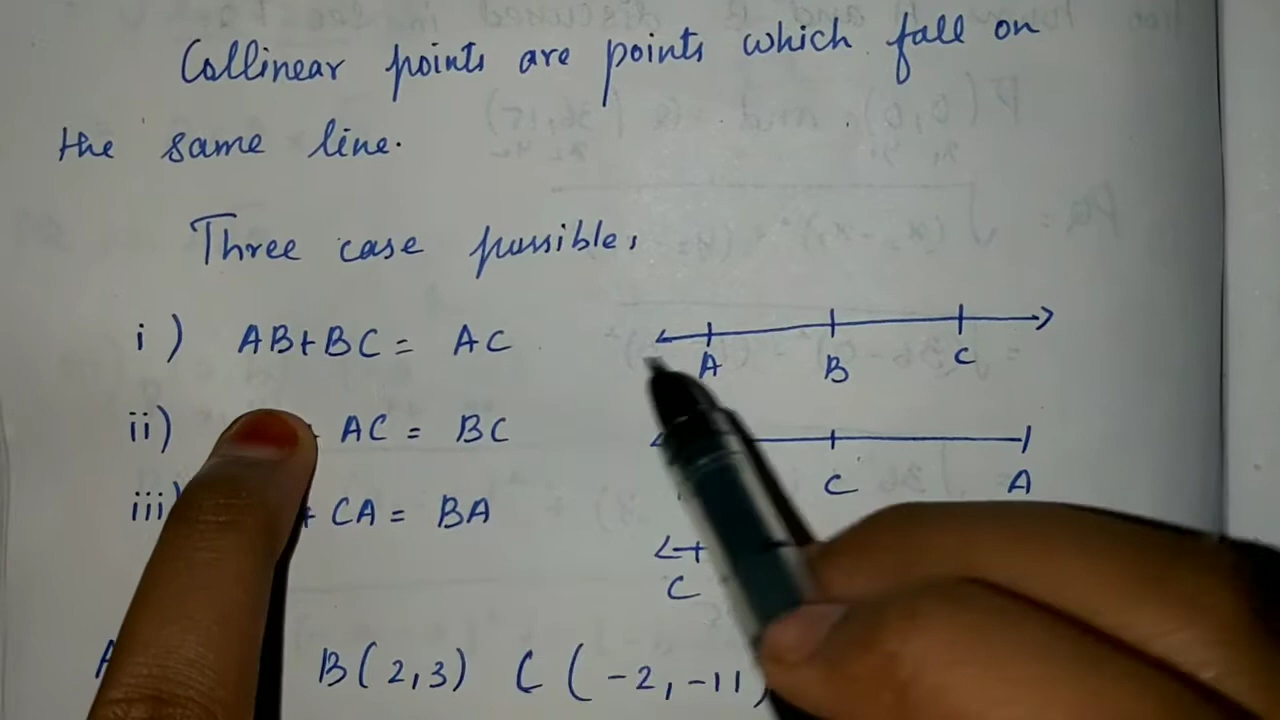 Collinear points are points which fall on
the same line.
Three case possible,
i) AB+BC = AC
A B C
ii) AC = BC
C A
iii) + CA = BA
C
A B(2,3) C(-2,-11)